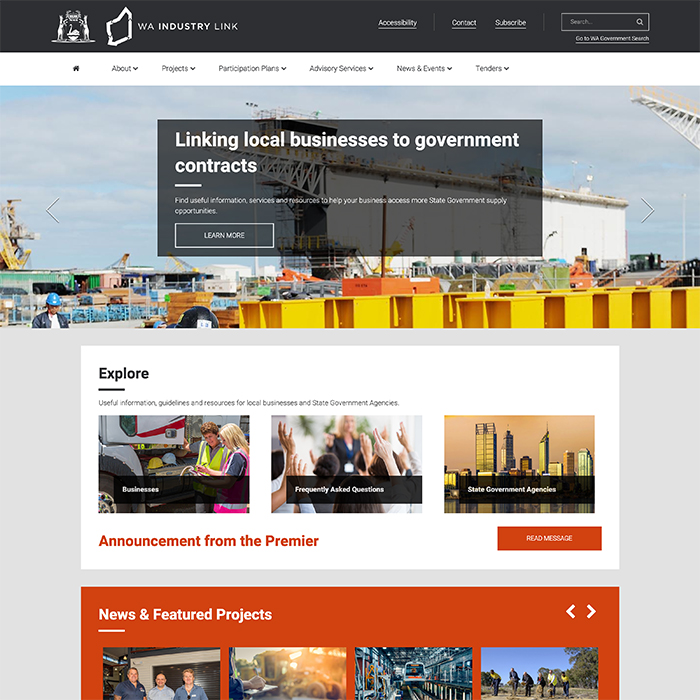 WA INDUSTRY LINK
Accessibility
Contact
Subscribe
Search...
Go to WA Government Search
About
Projects
Participation Plans
Advisory Services
News & Events
Tenders
Linking local businesses to government
contracts
Find useful information, services and resources to help your business access more State Government supply
opportunities.
LEARN MORE
Explore
Useful information, guidelines and resources for local businesses and State Government Agencies.
Businesses
Frequently Asked Questions
State Government Agencies
Announcement from the Premier
READ MESSAGE
News & Featured Projects